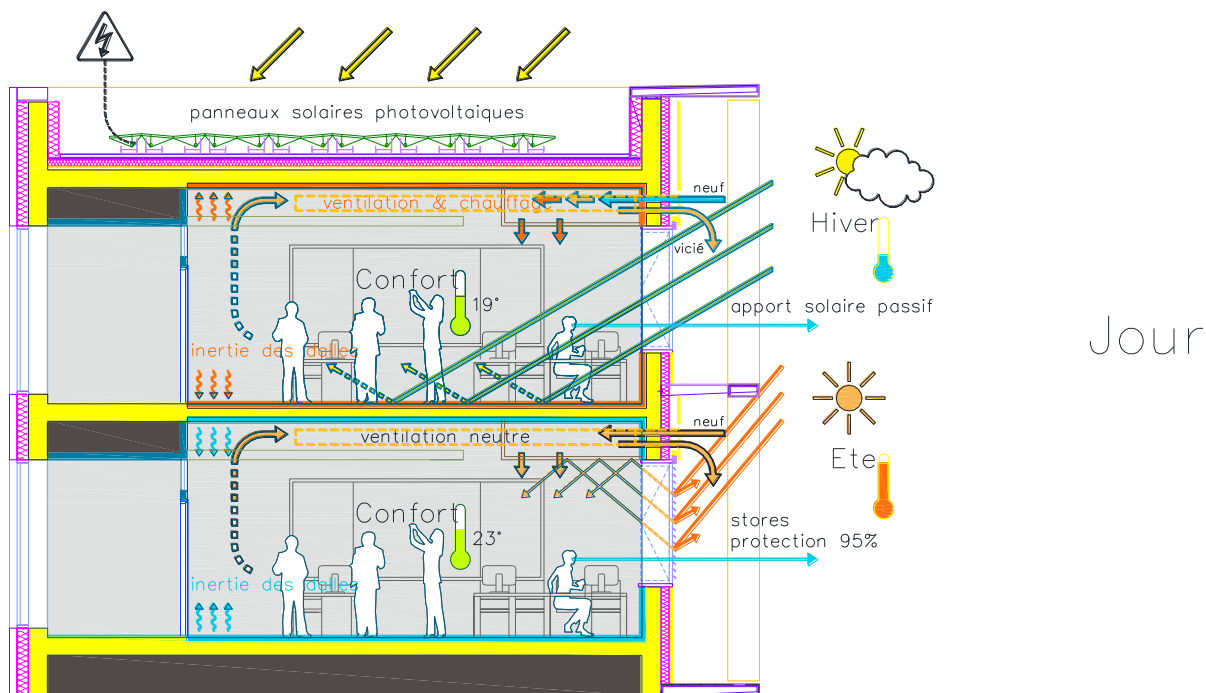 panneaux solaires photovoltaiques
neuf
ventilation & chauffage
Hiver
vicié
Confort
19°
apport solaire passif
Jour
inertie des dalles
neuf
ventilation neutre
Ete
Confort
stores
23°
protection 95%
inertie des dalles